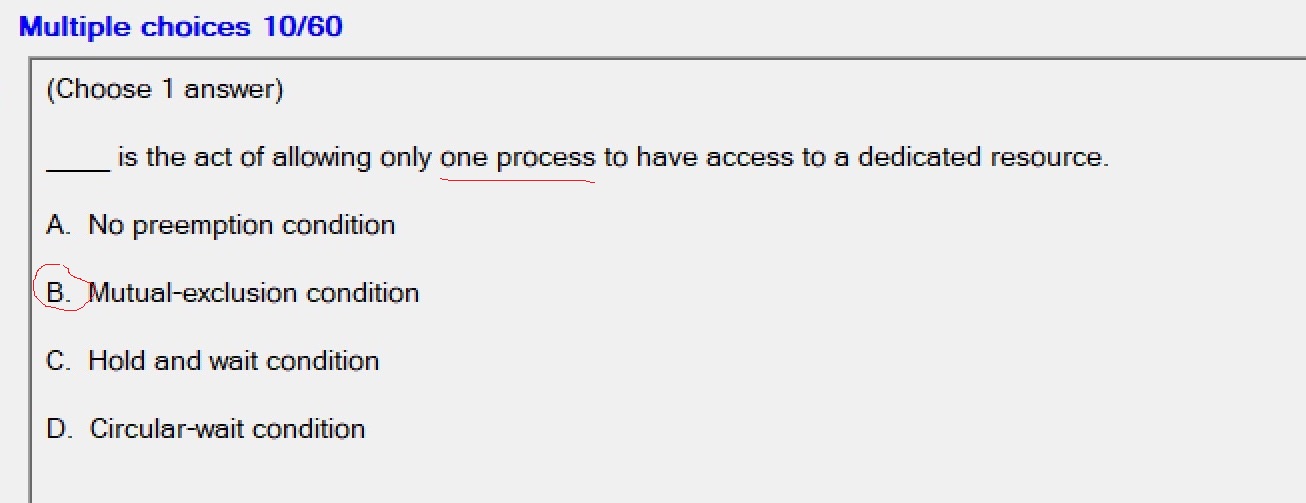 Multiple choices 10/60
(Choose 1 answer)
_____ is the act of allowing only one process to have access to a dedicated resource.
A. No preemption condition
B. Mutual-exclusion condition
C. Hold and wait condition
D. Circular-wait condition